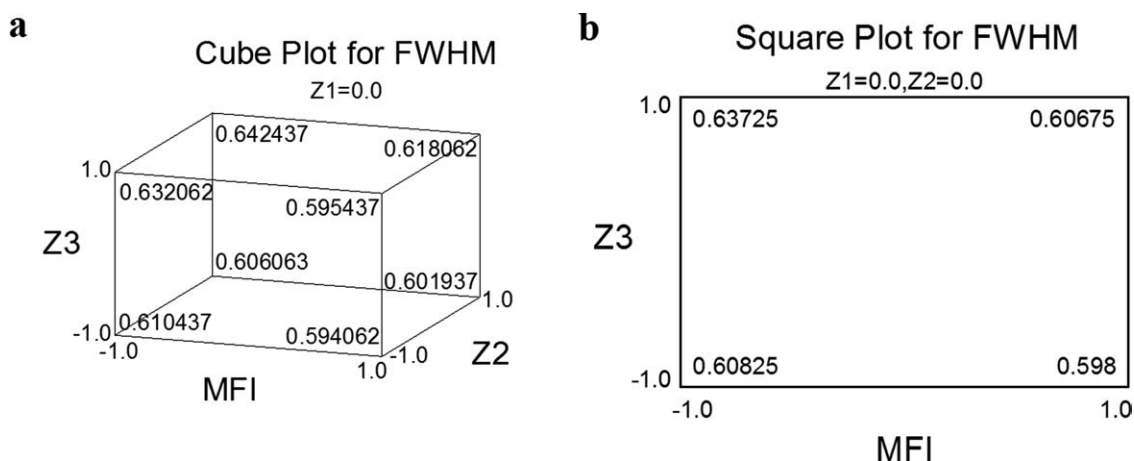 a
Cube Plot for FWHM
Z1=0.0
0.642437
0.618062
1.0
0.632062
0.595437
Z3
0.606063
0.601937
1.0
-1.0
0.610437
0.594062
-1.0
-1.0
1.0
Z2
MFI
b
Square Plot for FWHM
Z1=0.0,Z2=0.0
1.0
0.63725
0.60675
Z3
0.60825
0.598
-1.0
-1.0
1.0
MFI